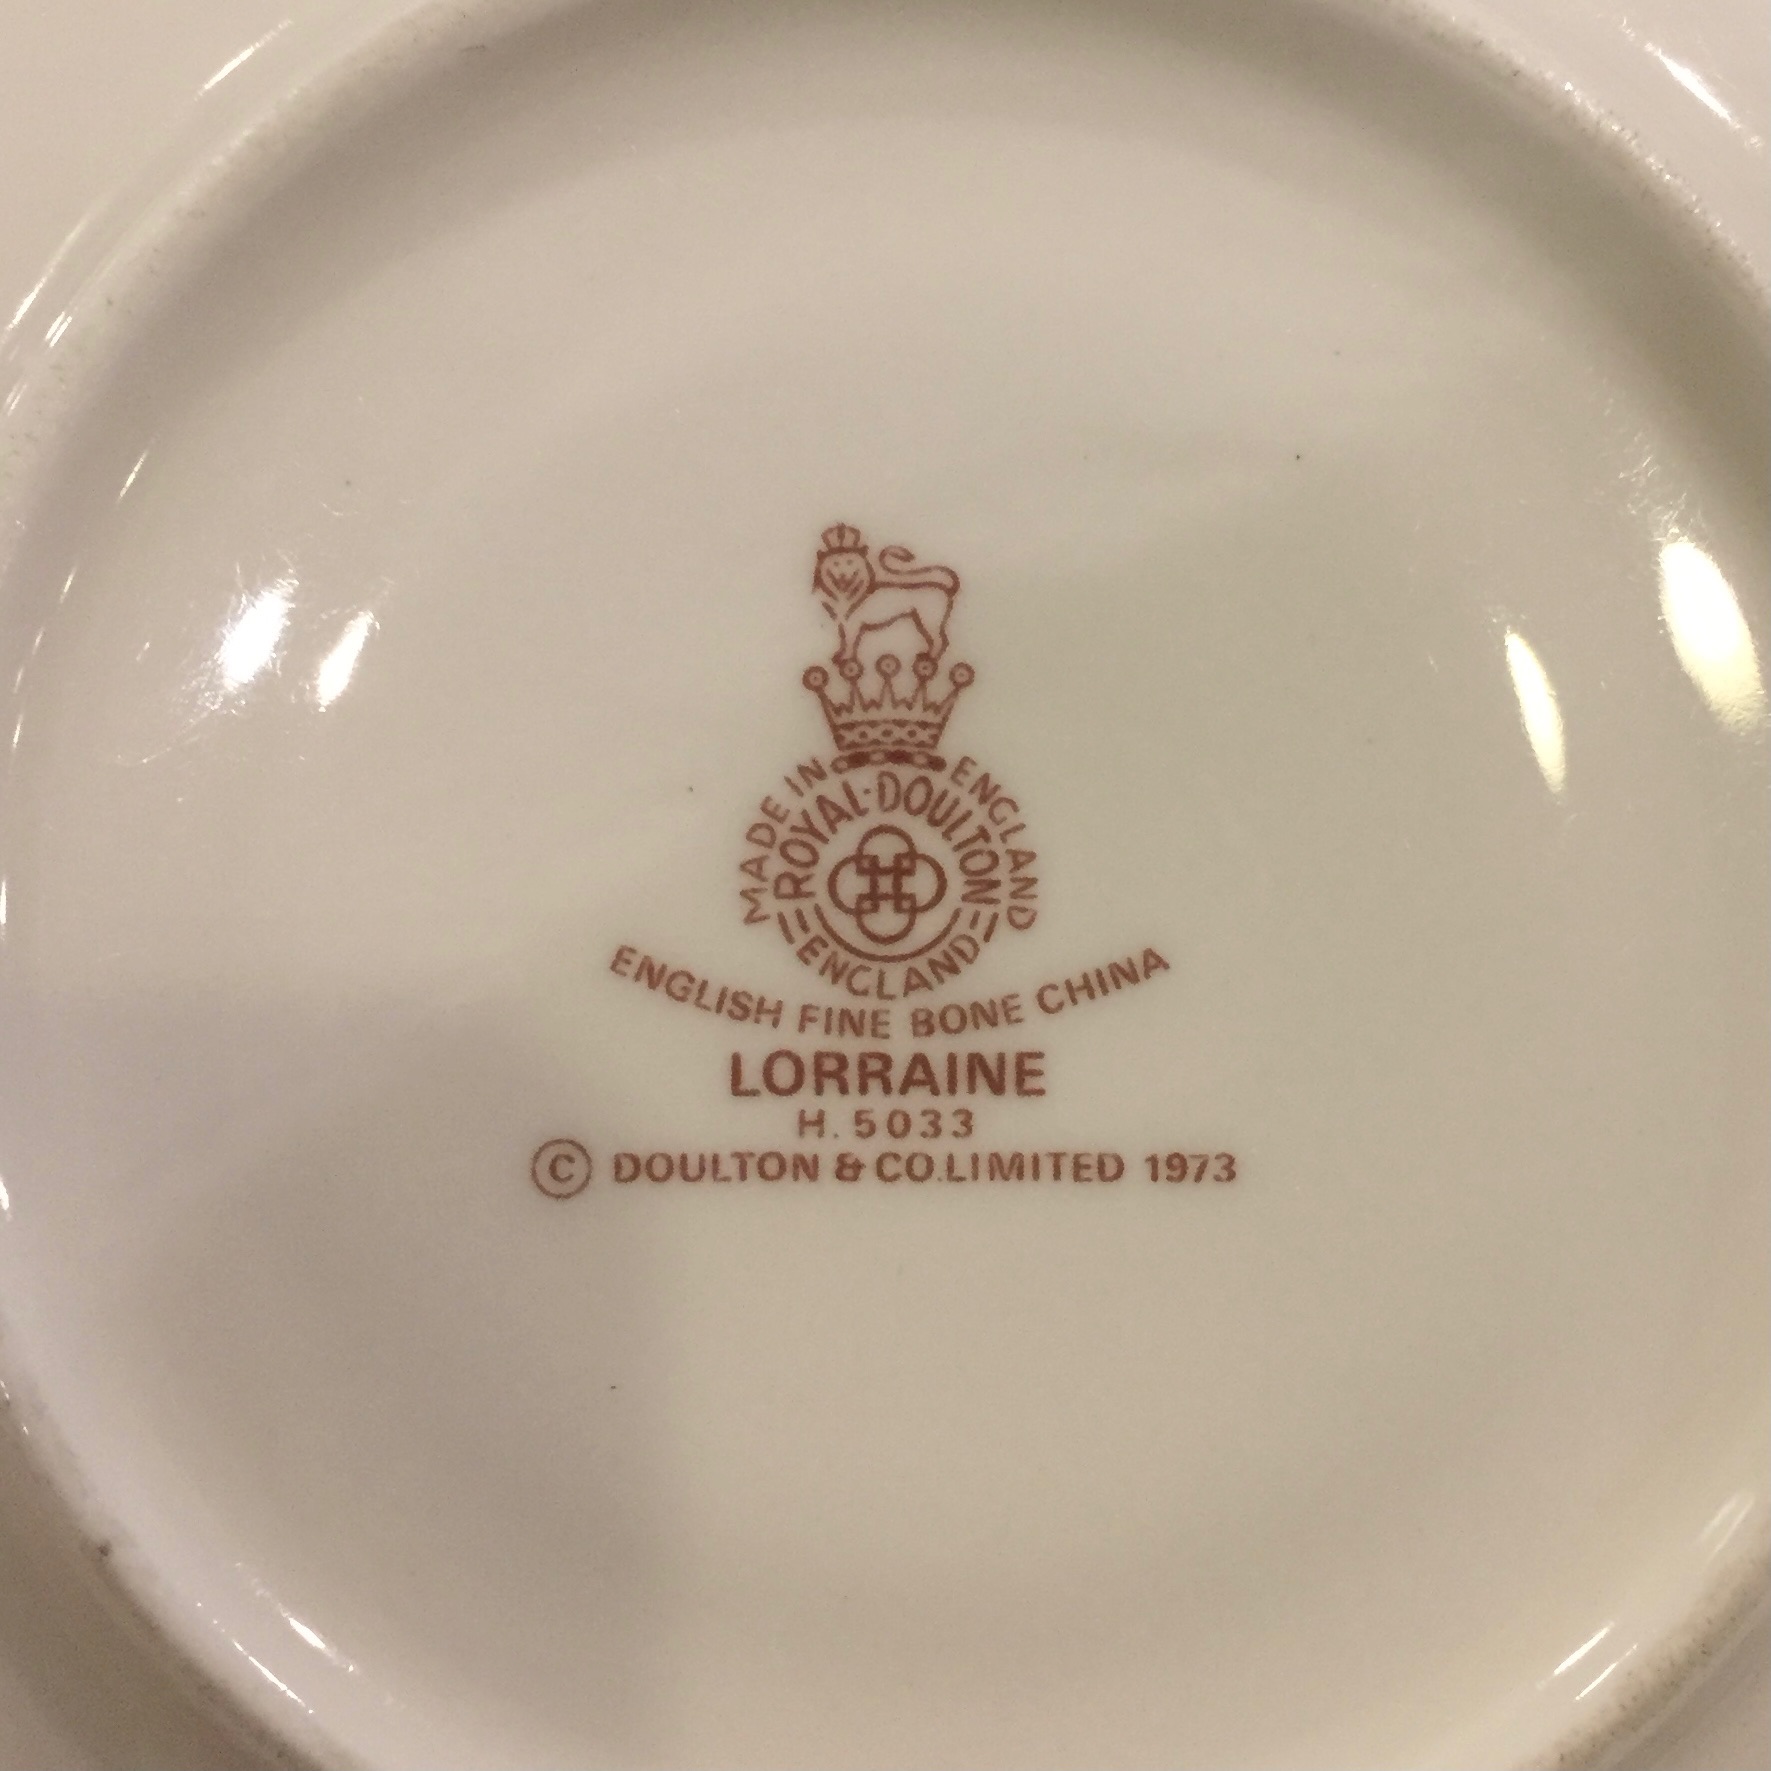 MADE IN ENGLAND
ROYAL·DOULTON
ENGLAND
ENGLISH FINE BONE CHINA
LORRAINE
H. 5033
© DOULTON & CO.LIMITED 1973